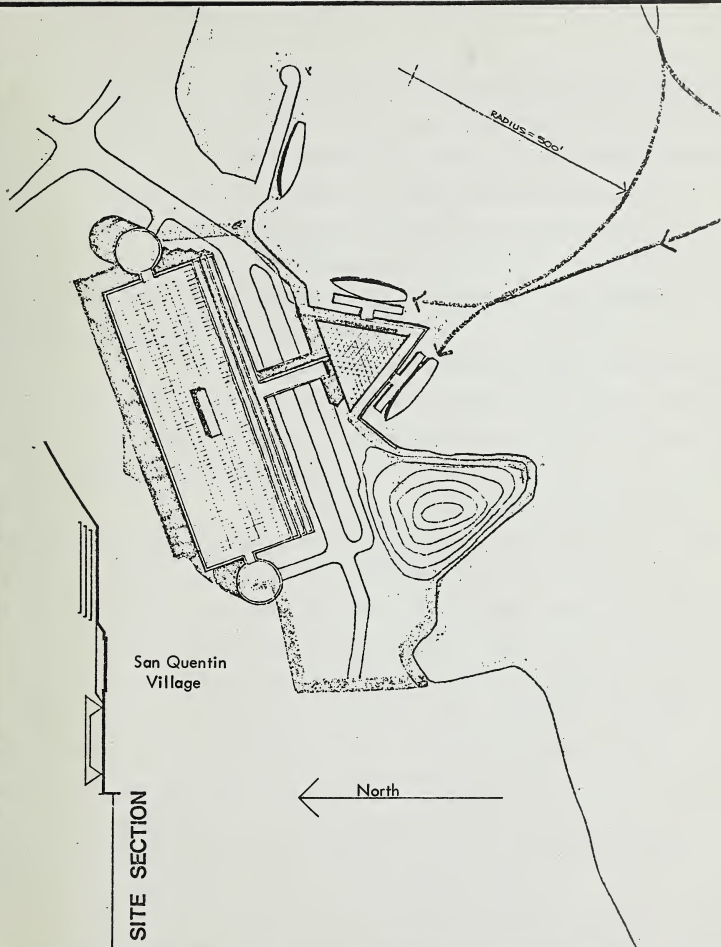 RADIUS = 500'
San Quentin
Village
North
SITE SECTION